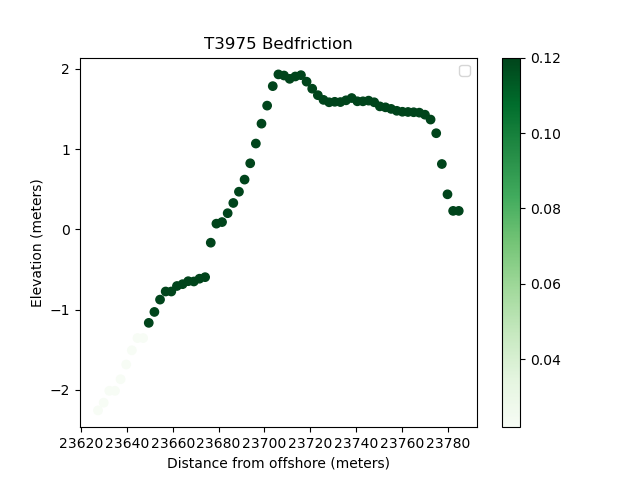 T3975 Bedfriction
2
1
0
−1
−2
Elevation (meters)
23620 23640 23660 23680 23700 23720 23740 23760 23780
Distance from offshore (meters)
0.12
0.10
0.08
0.06
0.04